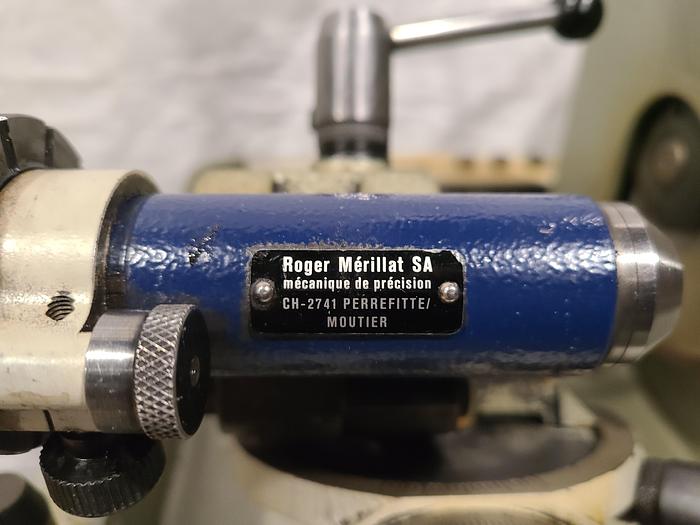 Roger Mérillat SA
mécanique de précision
CH-2741 PERREFITTE/
MOUTIER